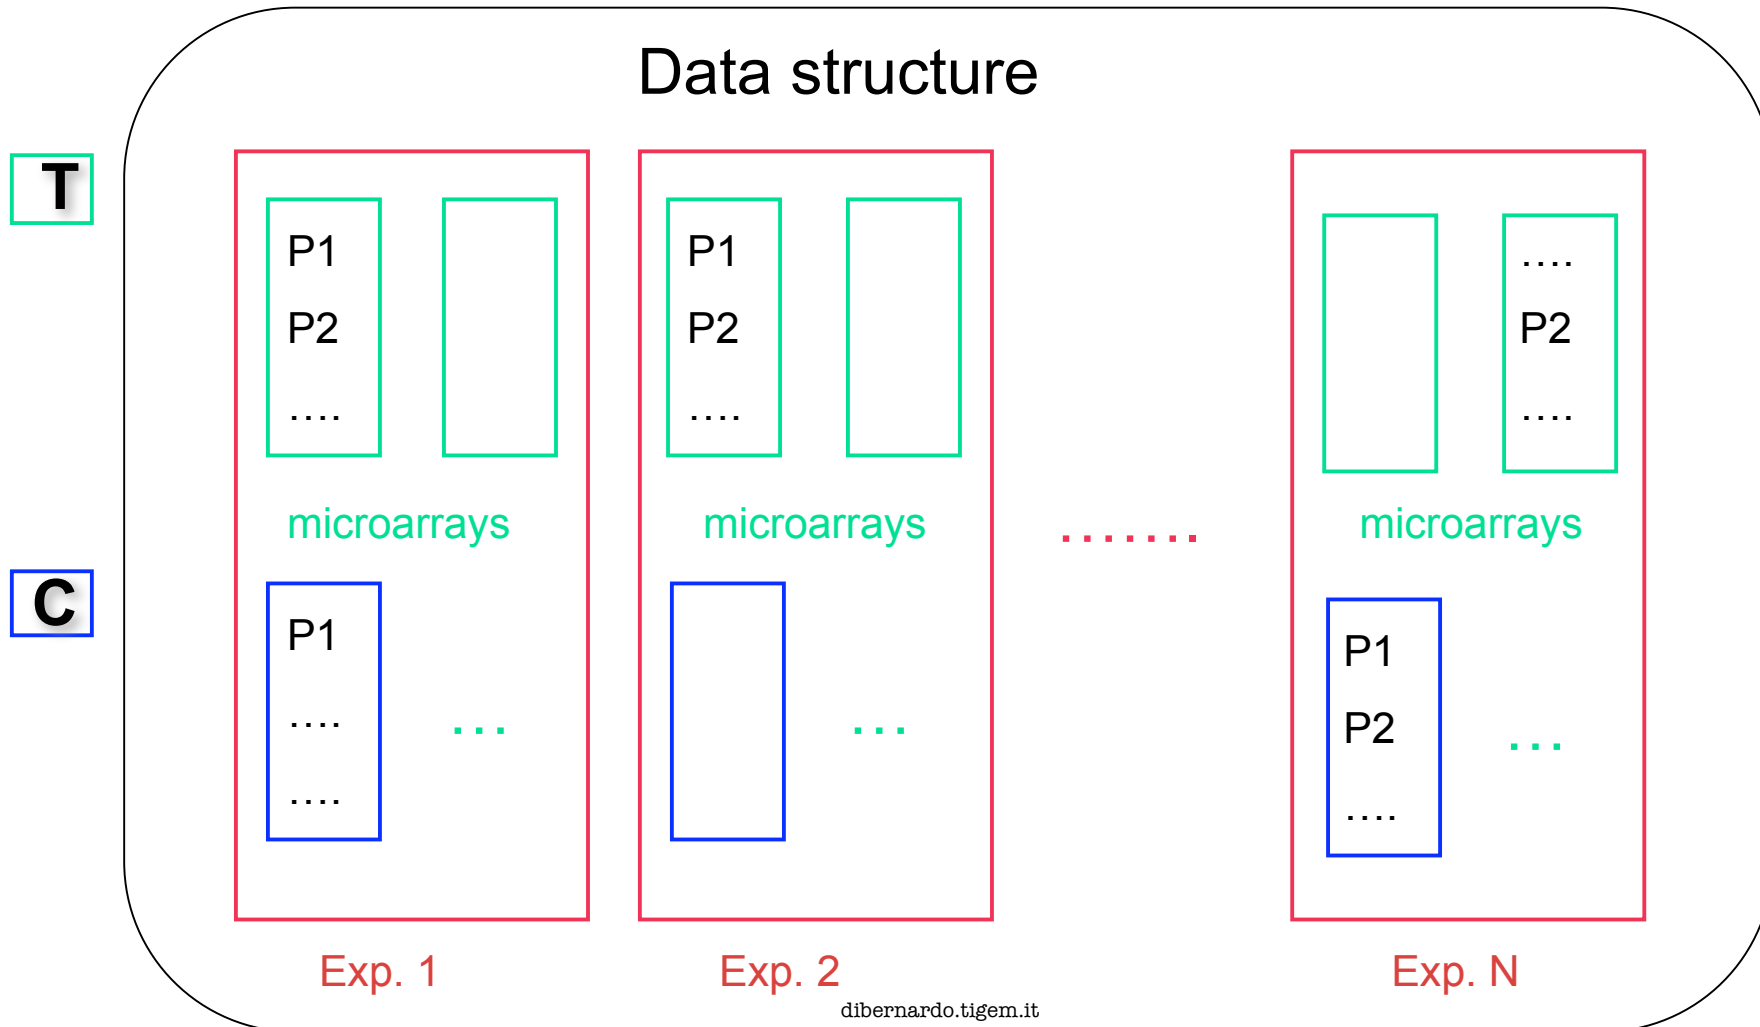 Data structure
T
P1
P2
....
P1
P2
....
....
P2
....
microarrays
microarrays
.......
microarrays
C
P1
....
....
...
...
P1
P2
....
...
Exp. 1
Exp. 2
Exp. N
dibernardo.tigem.it